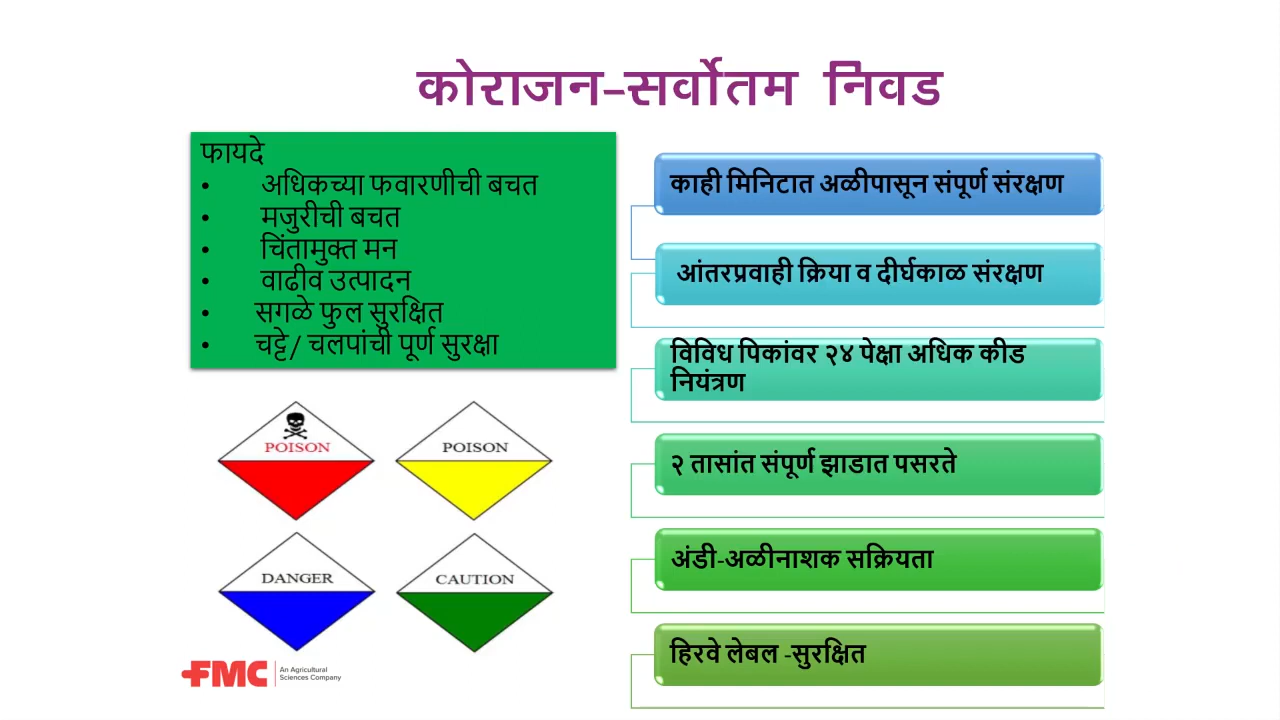 कोराजन-सर्वोतम निवड
फायदे
• अधिकच्या फवारणीची बचत
• मजुरीची बचत
• चिंतामुक्त मन
• वाढीव उत्पादन
• सगळे फुल सुरक्षित
• चट्टे/ चलपांची पूर्ण सुरक्षा
काही मिनिटात अळीपासून संपूर्ण संरक्षण
आंतरप्रवाही क्रिया व दीर्घकाळ संरक्षण
विविध पिकांवर २४ पेक्षा अधिक कीड
नियंत्रण
२ तासांत संपूर्ण झाडात पसरते
अंडी-अळीनाशक सक्रियता
हिरवे लेबल -सुरक्षित
POISON
POISON
DANGER
CAUTION
FMC
An Agricultural
Sciences Company